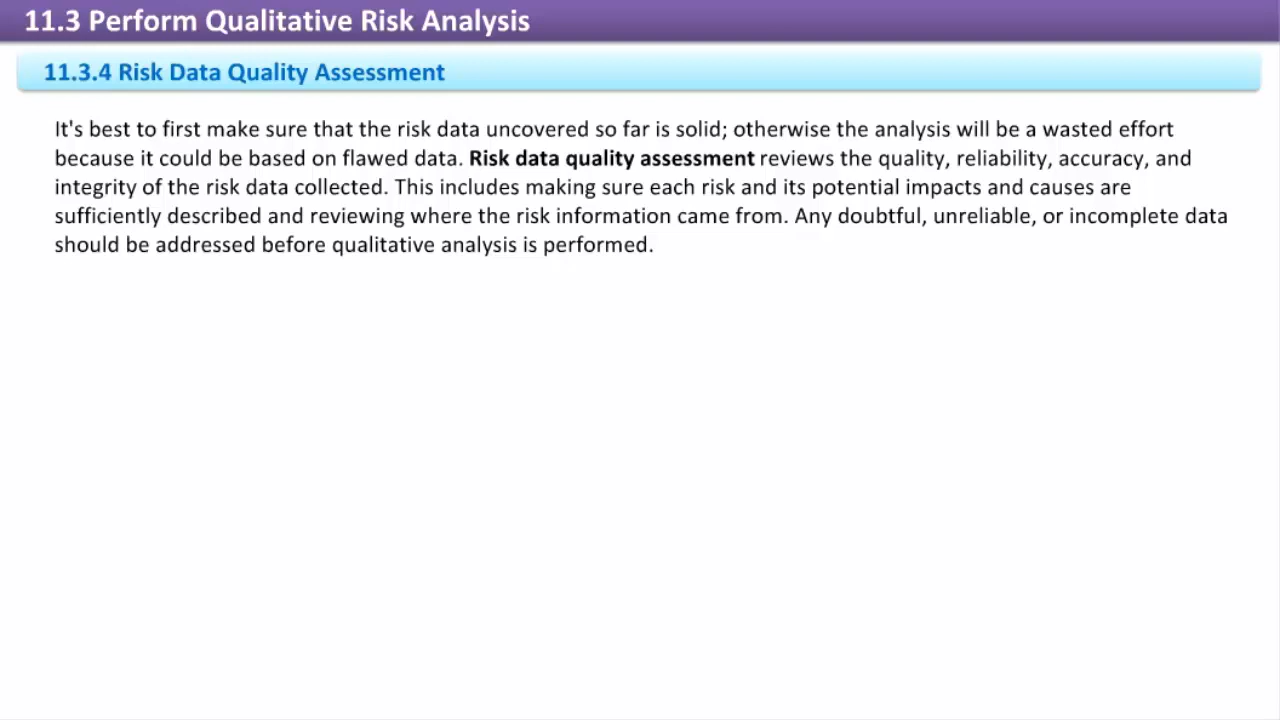 11.3 Perform Qualitative Risk Analysis
11.3.4 Risk Data Quality Assessment
It's best to first make sure that the risk data uncovered so far is solid; otherwise the analysis will be a wasted effort
because it could be based on flawed data. Risk data quality assessment reviews the quality, reliability, accuracy, and
integrity of the risk data collected. This includes making sure each risk and its potential impacts and causes are
sufficiently described and reviewing where the risk information came from. Any doubtful, unreliable, or incomplete data
should be addressed before qualitative analysis is performed.